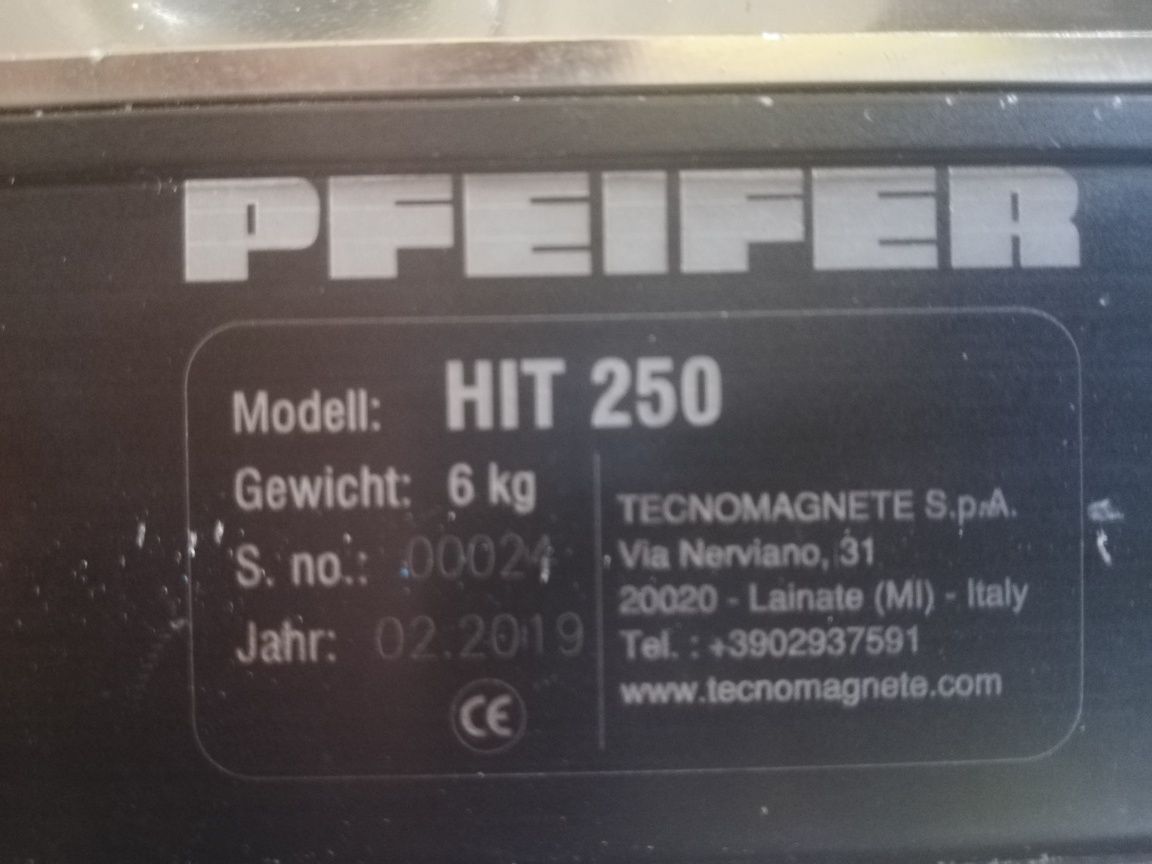 PFEIFER
Modell: HIT 250
Gewicht: 6 kg
S. no.: 00024
Jahr: 02.2019
CE
TECNOMAGNETE S.p.A.
Via Nerviano, 31
20020 - Lainate (MI) - Italy
Tel. : +3902937591
www.tecnomagnete.com